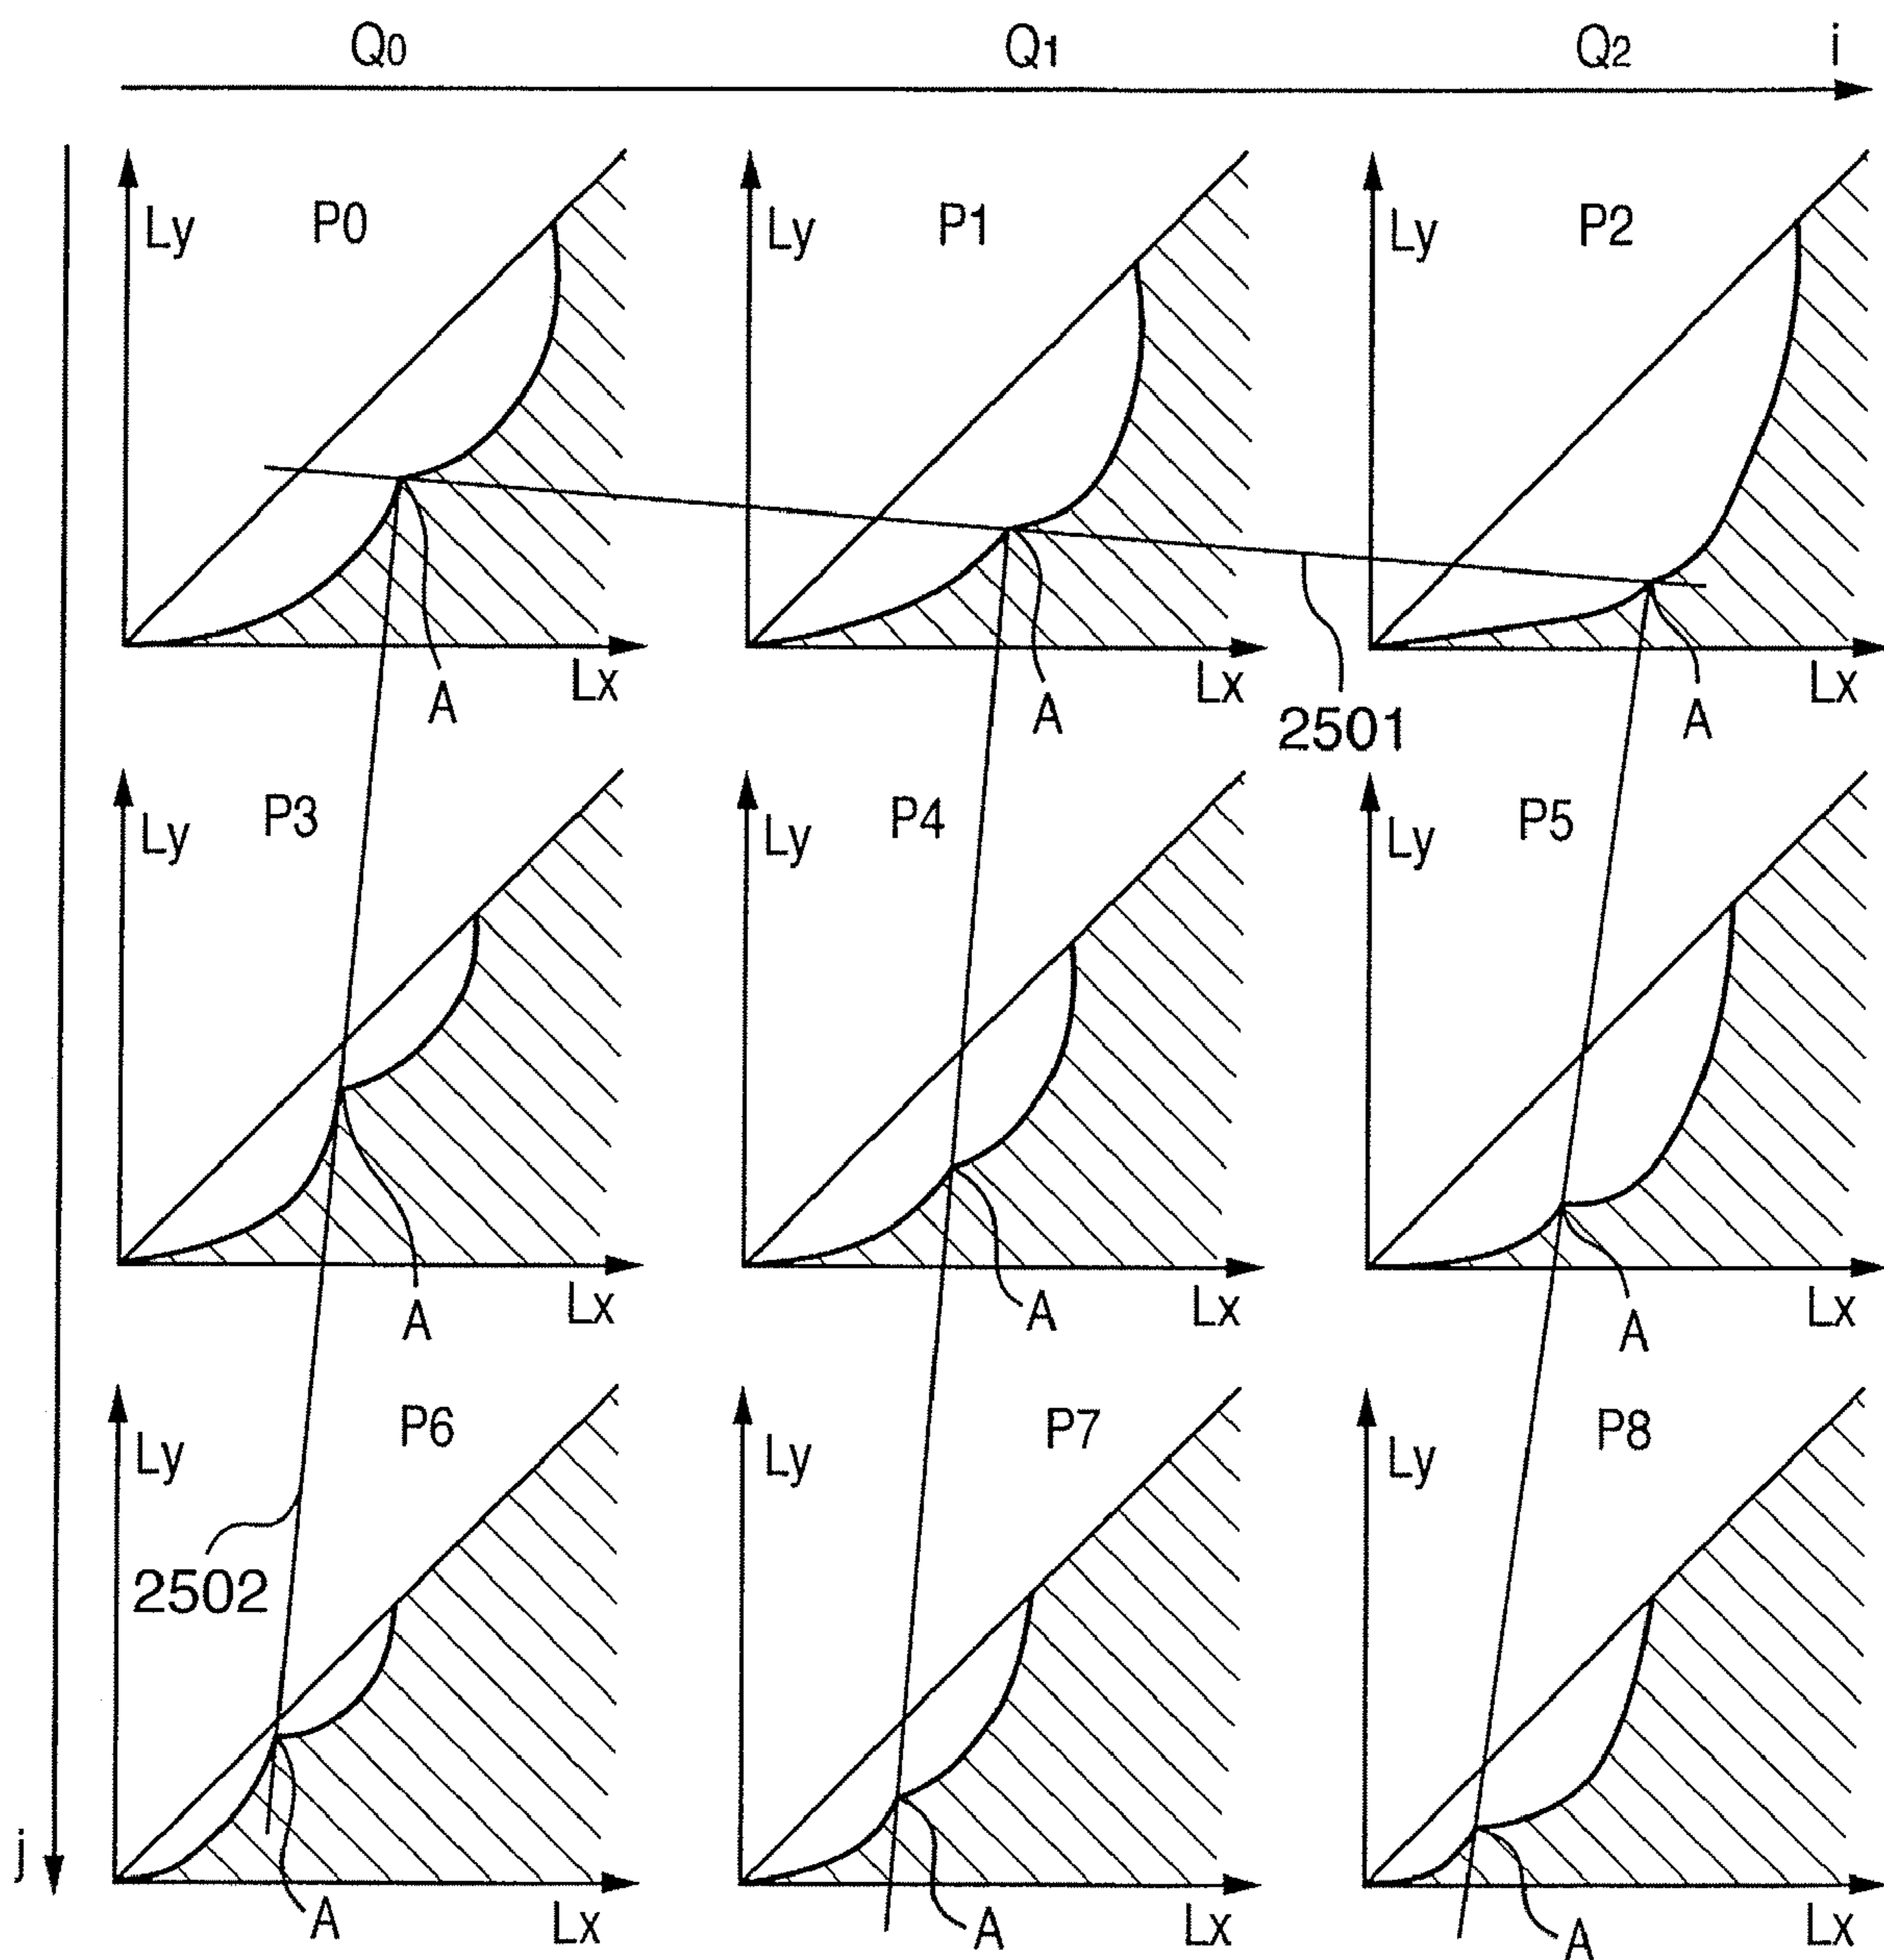 Q0 Q1 Q2 i
Ly P0 Ly P1 Ly P2
Lx Lx Lx
A A A
2501
P3 P4 P5
Ly Ly Ly
Lx Lx Lx
A A A
P6 P7 P8
Ly Ly Ly
2502
j
A A A
Lx Lx Lx